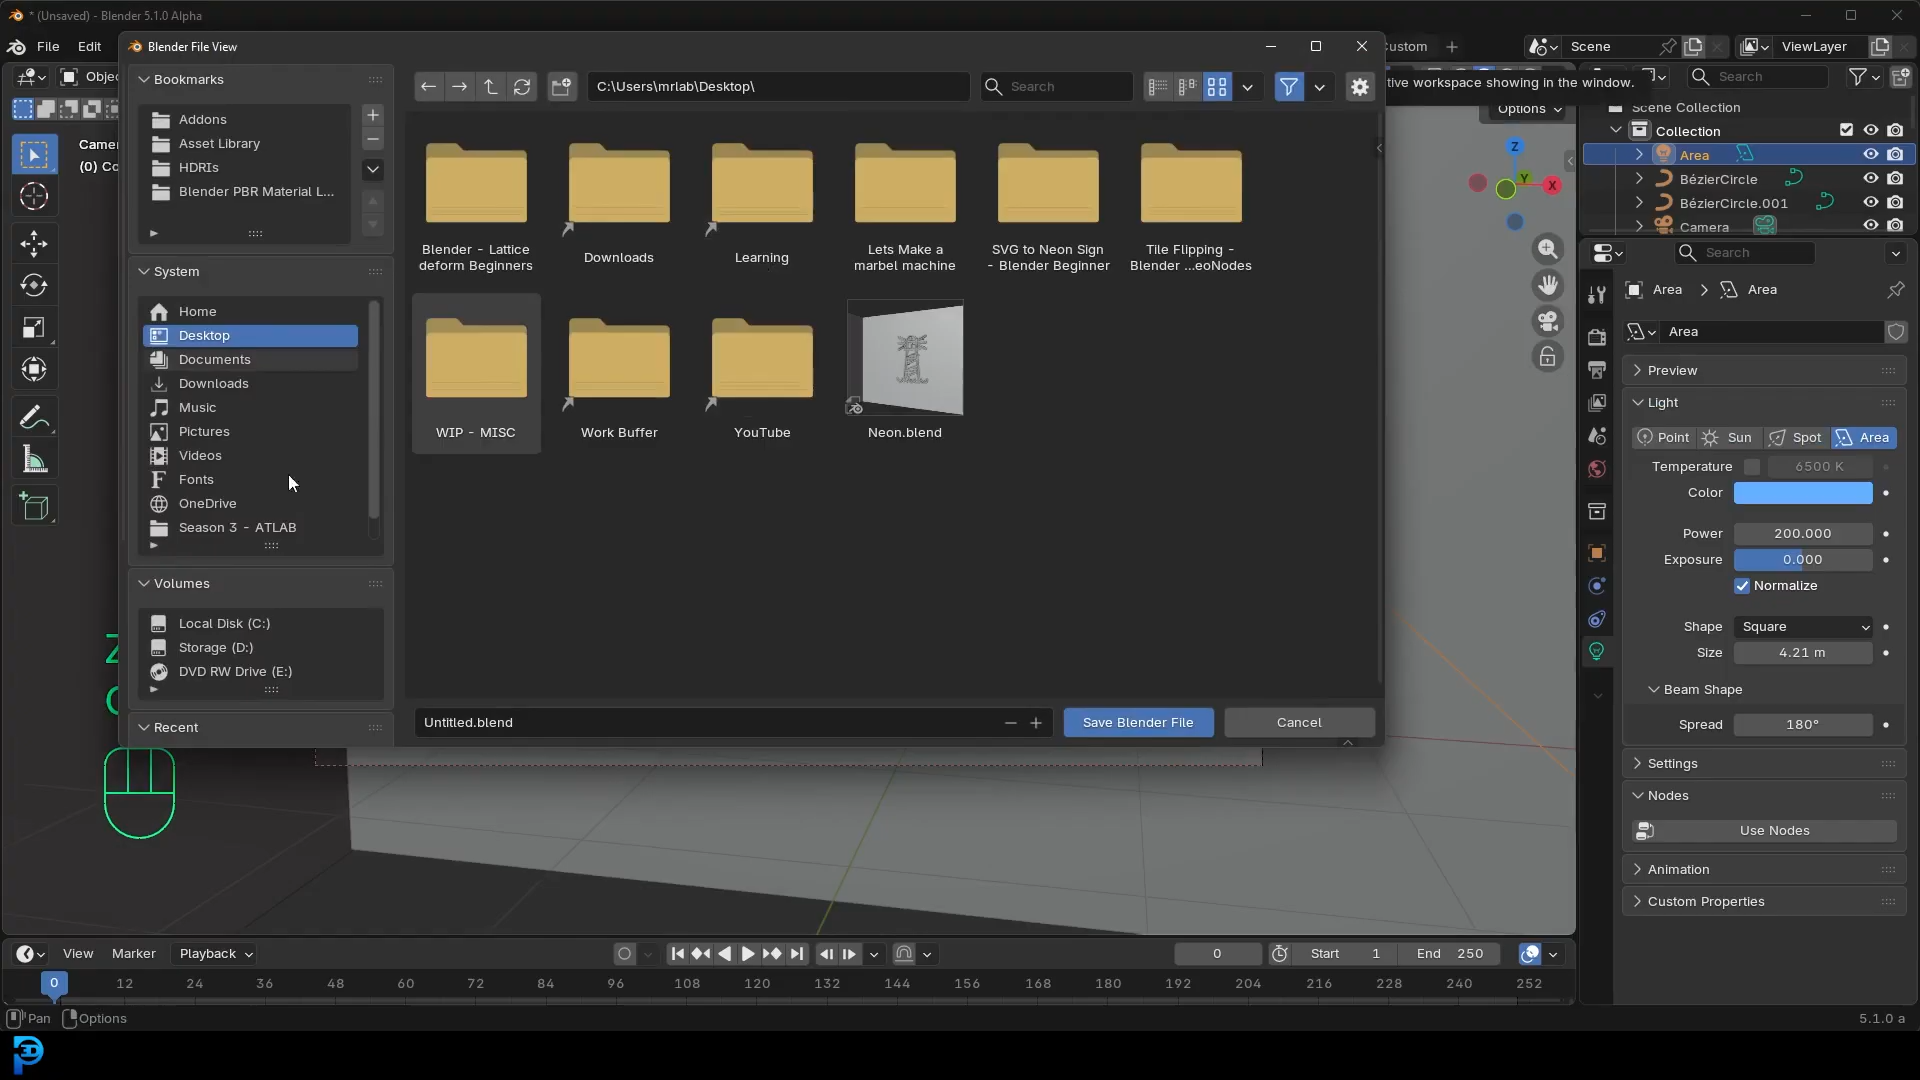 * (Unsaved) - Blender 5.1.0 Alpha
File Edit
ustom
Scene
ViewLayer
Blender File View
Objec
tive workspace showing in the window.
Search
Options
Came
(0) Co
Bookmarks
Addons
Asset Library
HDRIs
Blender PBR Material L...
System
Home
Desktop
Documents
Downloads
Music
Pictures
Videos
Fonts
OneDrive
Season 3 - ATLAB
Volumes
Local Disk (C:)
Storage (D:)
DVD RW Drive (E:)
Recent
C:\Users\mrlab\Desktop\
Search
Blender - Lattice
deform Beginners
Downloads
Learning
Lets Make a
marbel machine
SVG to Neon Sign
- Blender Beginner
Tile Flipping -
Blender ...eoNodes
WIP - MISC
Work Buffer
YouTube
Neon.blend
Untitled.blend
Save Blender File
Cancel
Z
Y
X
Scene Collection
Collection
Area
BézierCircle
BézierCircle.001
Camera
Search
Area > Area
Area
Preview
Light
Point Sun Spot Area
Temperature 6500 K
Color
Power 200.000
Exposure 0.000
Normalize
Shape Square
Size 4.21 m
Beam Shape
Spread 180°
Settings
Nodes
Use Nodes
Animation
Custom Properties
View Marker Playback
0
Start 1
End 250
0 12 24 36 48 60 72 84 96 108 120 132 144 156 168 180 192 204 216 228 240 252
Pan Options
5.1.0 a